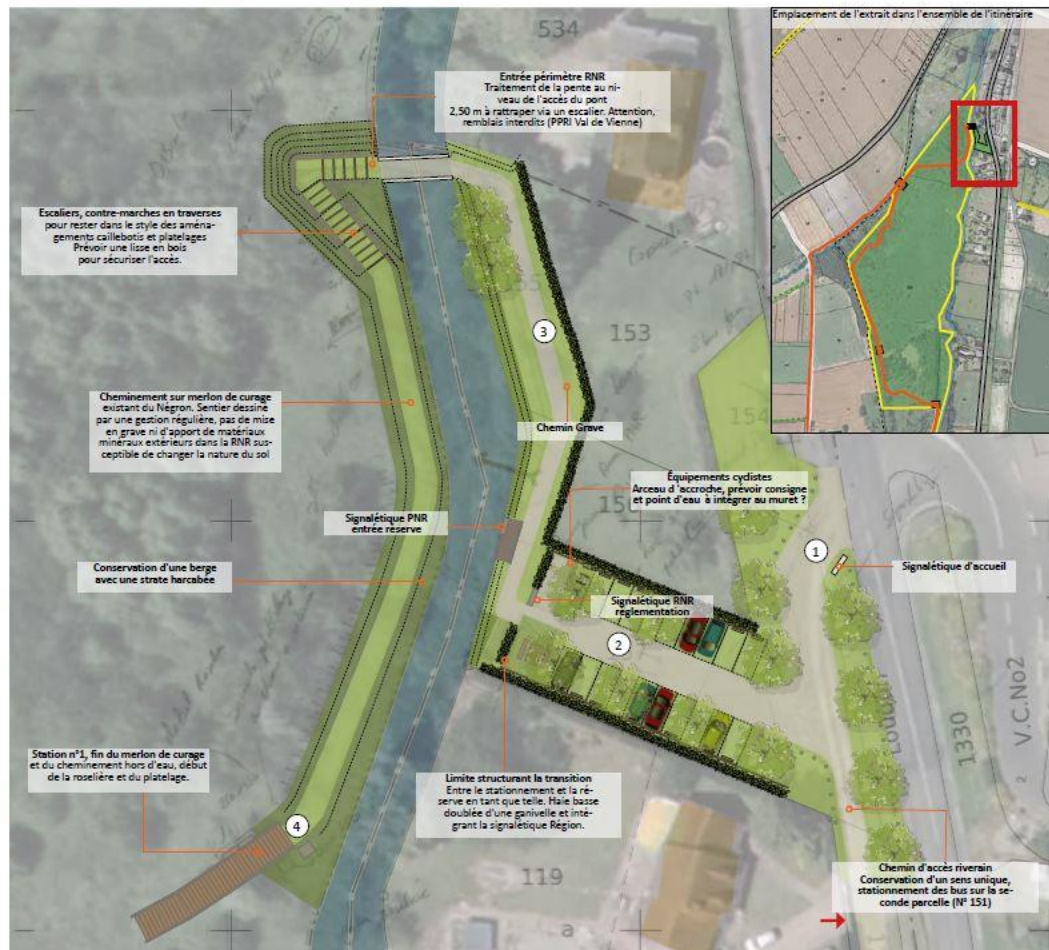 Emplacement de l'extrait dans l'ensemble de l'itinéraire
534
Entrée périmètre RNR
Traitement de la pente au ni-
veau de l'accès du pont
2,50 m à rattraper via un escalier. Attention,
remblais interdits (PPRI Val de Vienne)
Escaliers, contre-marches en traverses
pour rester dans le style des aména-
gements caillebotis et platelages
Prévoir une lisse en bois
pour sécuriser l'accès.
3
153
154
Cheminement sur merlon de curage
existant du Négron. Sentier dessiné
par une gestion régulière, pas de mise
en grave ni d'apport de matériaux
minéraux extérieurs dans la RNR sus-
ceptible de changer la nature du sol
Chemin Grave
Équipements cyclistes
Arceau d'accroche, prévoir consigne
et point d'eau à intégrer au muret ?
150
Signalétique PNR
entrée reserve
1
Signalétique d'accueil
Conservation d'une berge
avec une strate harcabée
Signalétique RNR
reglementation
2
Station n°1, fin du merlon de curage
et du cheminement hors d'eau, début
de la roselière et du platelage.
Limite structurant la transition
Entre le stationnement et la ré-
serve en tant que telle. Haie basse
doublée d'une ganivelle et inté-
grant la signalétique Région.
1330
V.C.No2
4
119
a
Chemin d'accès riverain
Conservation d'un sens unique,
stationnement des bus sur la se-
conde parcelle (N° 151)